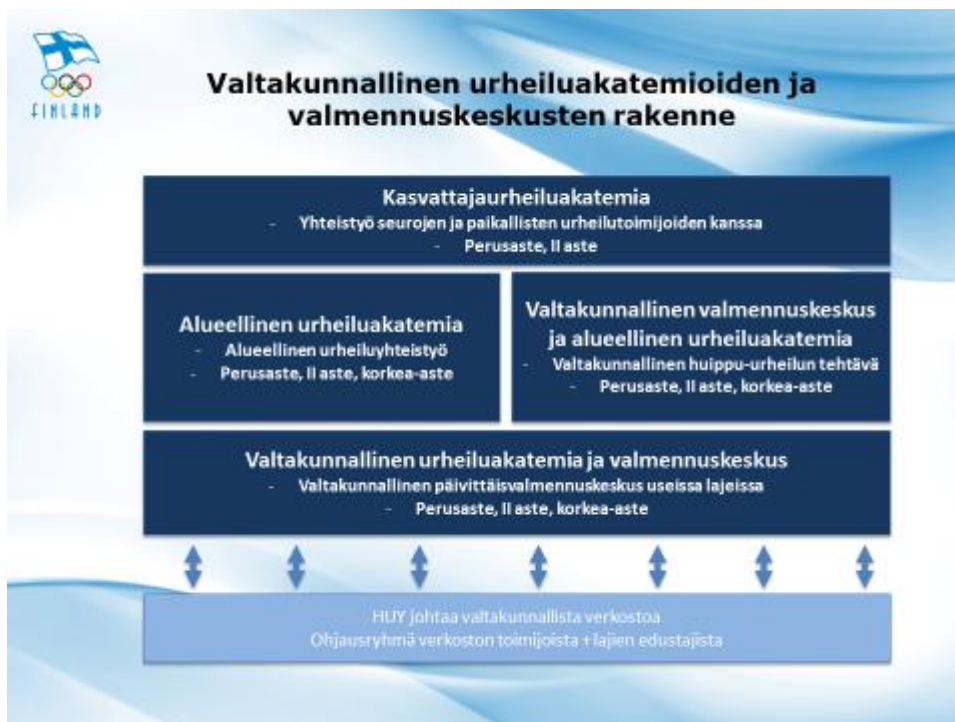 FINLAND
Valtakunnallinen urheiluakatemioiden ja
valmennuskeskusten rakenne
Kasvattajaurheiluakatemia
- Yhteistyö seurojen ja paikallisten urheilutoimijoiden kanssa
- Perusaste, II aste
Alueellinen urheiluakatemia
- Alueellinen urheiluyhteistyö
- Perusaste, II aste, korkea-aste
Valtakunnallinen valmennuskeskus
ja alueellinen urheiluakatemia
- Valtakunnallinen huippu-urheilun tehtävä
- Perusaste, II aste, korkea-aste
Valtakunnallinen urheiluakatemia ja valmennuskeskus
- Valtakunnallinen päivittäisvalmennuskeskus useissa lajeissa
- Perusaste, II aste, korkea-aste
HUY johtaa valtakunnallista verkostoa
Ohjausryhmä verkoston toimijoista + lajien edustajista